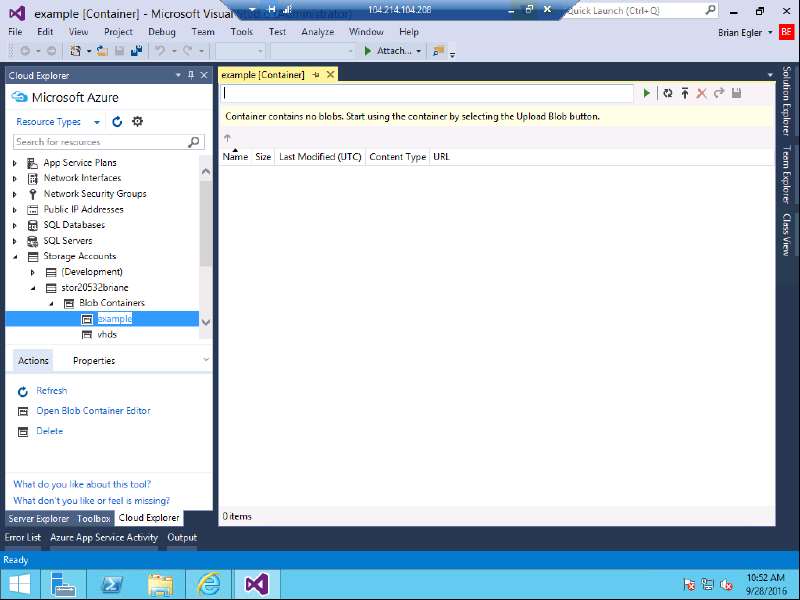 example [Container] - Microsoft Visual
104.214.104.208
Quick Launch (Ctrl+Q)
File Edit View Project Debug Team Tools Test Analyze Window Help
Brian Egler
BE
Attach...
Cloud Explorer
Microsoft Azure
Resource Types
Search for resources
App Service Plans
Network Interfaces
Network Security Groups
Public IP Addresses
SQL Databases
SQL Servers
Storage Accounts
(Development)
stor20532briane
Blob Containers
example
vhds
Actions Properties
Refresh
Open Blob Container Editor
Delete
What do you like about this tool?
What don't you like or feel is missing?
Server Explorer Toolbox Cloud Explorer
example [Container]
Container contains no blobs. Start using the container by selecting the Upload Blob button.
Name Size Last Modified (UTC) Content Type URL
0 items
Solution Explorer
Team Explorer
Class View
Error List Azure App Service Activity Output
Ready
10:52 AM
9/28/2016